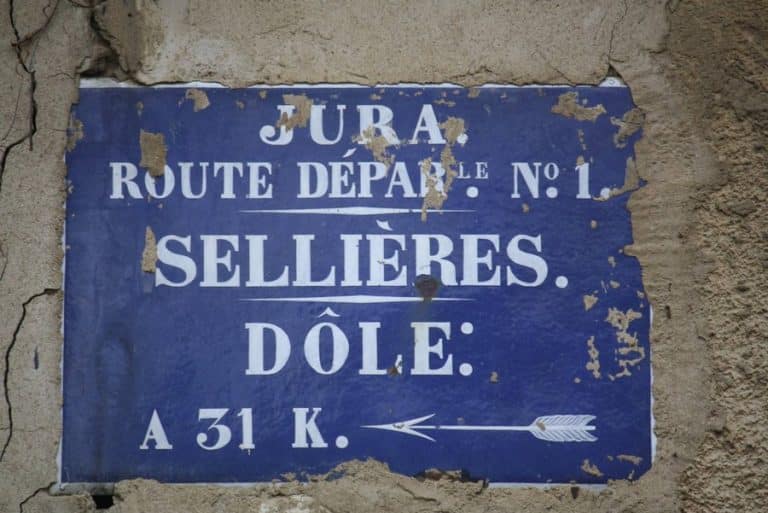 JURA.
ROUTE DÉPARLE. NO. 1.
SELLIÈRES.
DÔLE:
A 31 K.